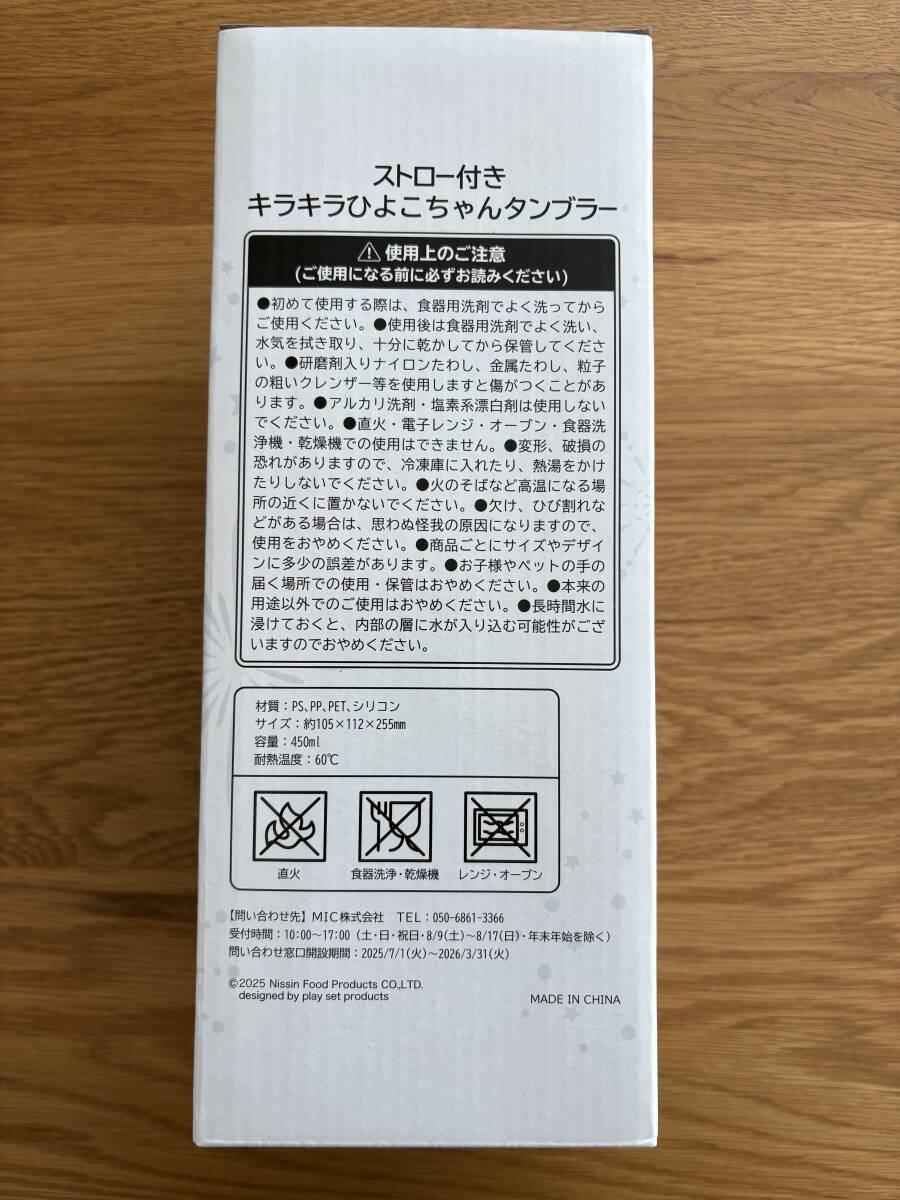 ストロー付き
キラキラひよこちゃんタンブラー
⚠使用上のご注意
(ご使用になる前に必ずお読みください)
●初めて使用する際は、食器用洗剤でよく洗ってから
ご使用ください。●使用後は食器用洗剤でよく洗い、
水気を拭き取り、十分に乾かしてから保管してくださ
い。●研磨剤入りナイロンたわし、金属たわし、粒子
の粗いクレンザー等を使用しますと傷がつくことがあ
ります。●アルカリ洗剤・塩素系漂白剤は使用しない
でください。●直火・電子レンジ・オーブン・食器洗
浄機・乾燥機での使用はできません。●変形、破損の
恐れがありますので、冷凍庫に入れたり、熱湯をかけ
たりしないでください。●火のそばなど高温になる場
所の近くに置かないでください。●欠け、ひび割れな
どがある場合は、思わぬ怪我の原因になりますので、
使用をおやめください。●商品ごとにサイズやデザイ
ンに多少の誤差があります。●お子様やペットの手の
届く場所での使用・保管はおやめください。●本来の
用途以外でのご使用はおやめください。●長時間水に
浸けておくと、内部の層に水が入り込む可能性がござ
いますのでおやめください。
材質：PS、PP、PET、シリコン
サイズ：約105×112×255mm
容量：450ml
耐熱温度：60℃
直火 食器洗浄・乾燥機 レンジ・オーブン
【問い合わせ先】MIC株式会社 TEL：050-6861-3366
受付時間：10:00〜17:00（土・日・祝日・8/9(土)〜8/17(日)・年末年始を除く）
問い合わせ窓口開設期間：2025/7/1(火)〜2026/3/31(火)
©2025 Nissin Food Products CO.,LTD.
designed by play set products
MADE IN CHINA